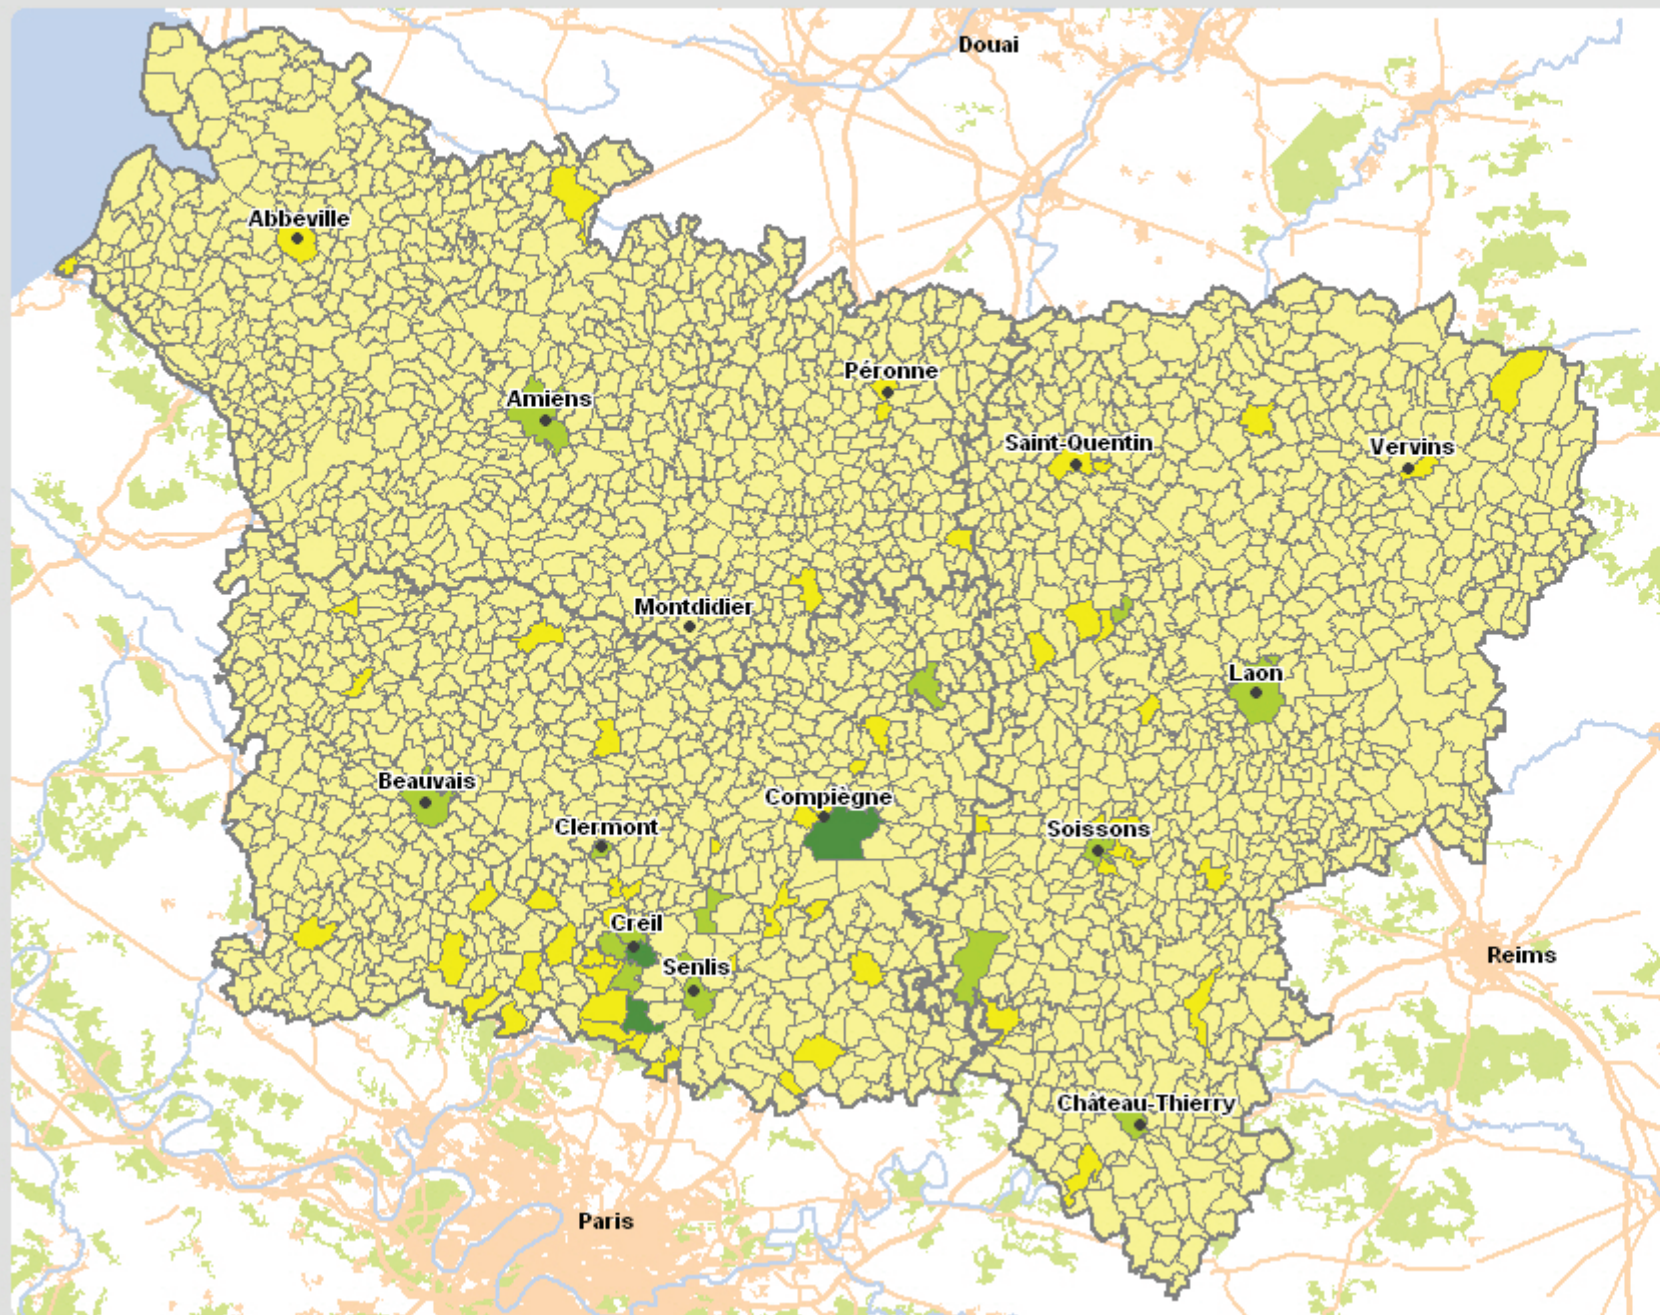 Douai
Abbeville
Péronne
Amiens
Saint-Quentin
Vervins
Montdidier
Laon
Beauvais
Compiègne
Clermont
Soissons
Creil
Reims
Senlis
Château-Thierry
Paris